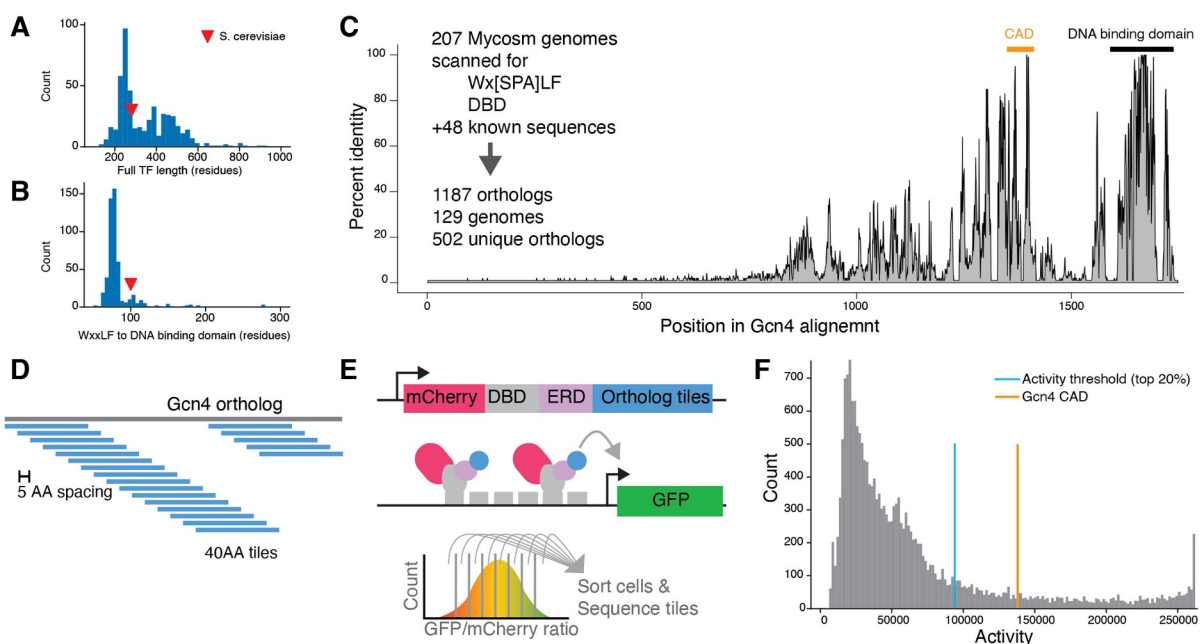 A
100
50
0
Count
S. cerevisiae
200 400 600 800 1000
Full TF length (residues)
B
150
100
50
0
Count
100 200 300
WxxLF to DNA binding domain (residues)
C
100
80
60
40
20
0
Percent identity
207 Mycosm genomes
scanned for
Wx[SPA]LF
DBD
+48 known sequences
1187 orthologs
129 genomes
502 unique orthologs
CAD
DNA binding domain
0 500 1000 1500
Position in Gcn4 alignemnt
D
Gcn4 ortholog
5 AA spacing
40AA tiles
E
mCherry DBD ERD Ortholog tiles
GFP
Count
Sort cells &
Sequence tiles
GFP/mCherry ratio
F
700
600
500
400
300
200
100
0
Count
Activity threshold (top 20%)
Gcn4 CAD
0 50000 100000 150000 200000 250000
Activity